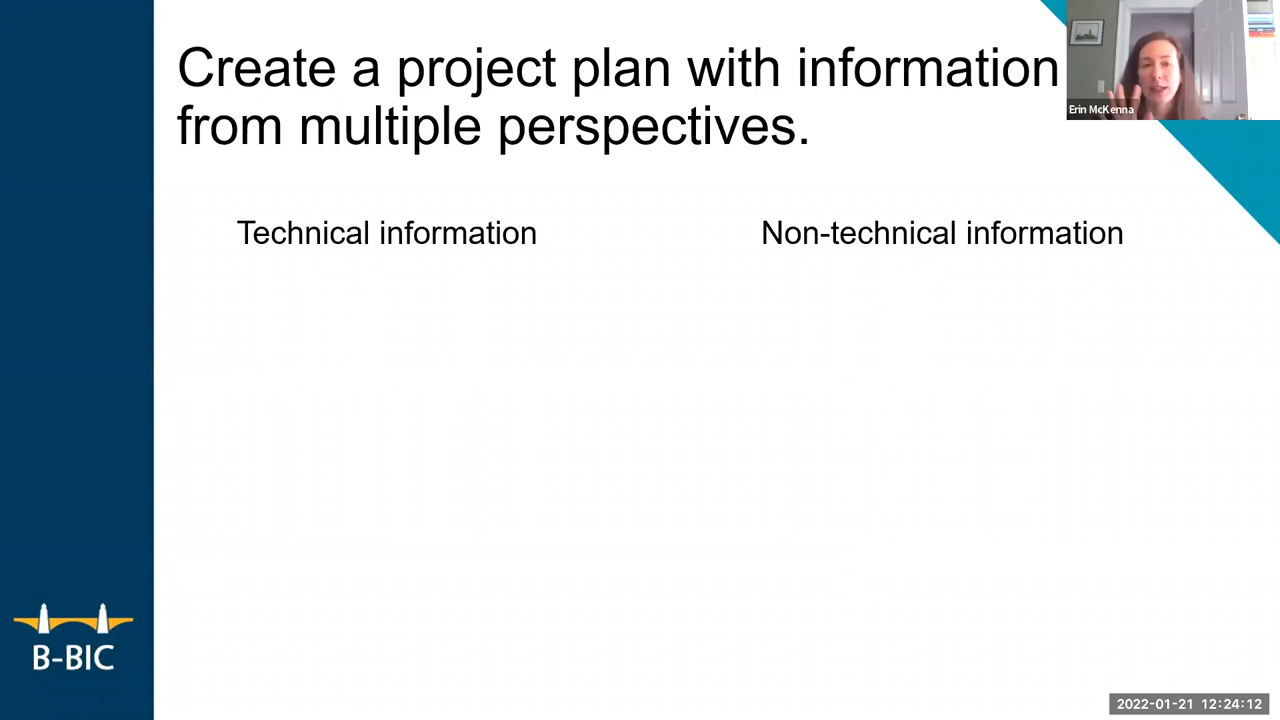 Create a project plan with information
from multiple perspectives.
Erin McKenna
Technical information
Non-technical information
B-BIC
2022-01-21 12:24:12